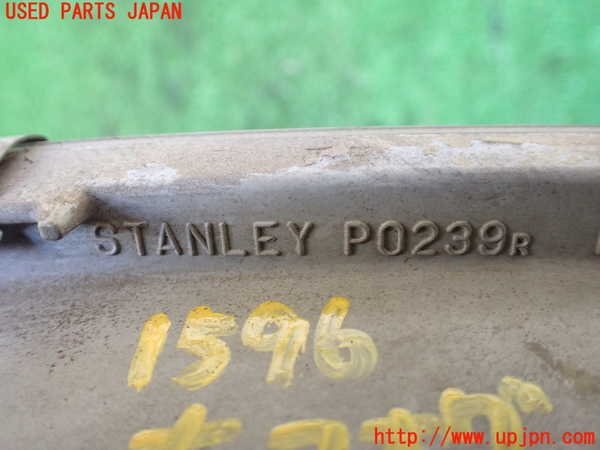 USED PARTS JAPAN
STANLEY P0239R
1596
http://www.upjpn.com/